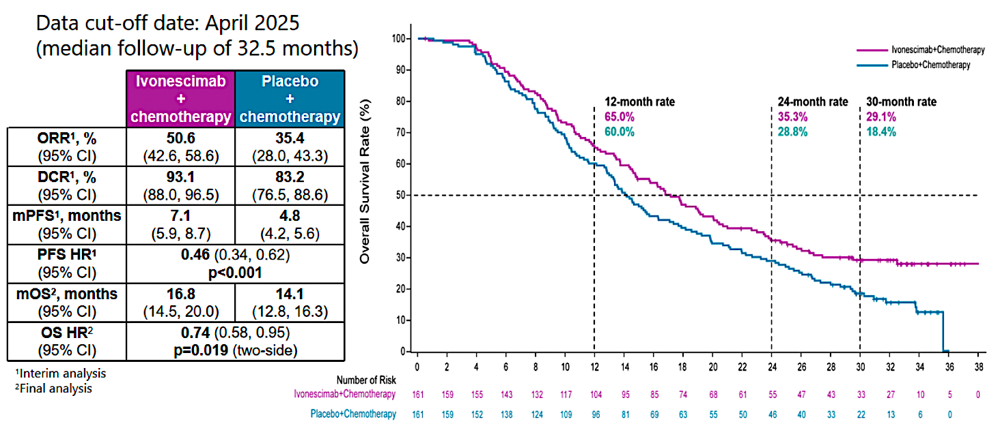 Data cut-off date: April 2025
(median follow-up of 32.5 months)
Ivonescimab
+
chemotherapy
Placebo
+
chemotherapy
ORR¹, %
(95% CI)
50.6
(42.6, 58.6)
35.4
(28.0, 43.3)
DCR¹, %
(95% CI)
93.1
(88.0, 96.5)
83.2
(76.5, 88.6)
mPFS¹, months
(95% CI)
7.1
(5.9, 8.7)
4.8
(4.2, 5.6)
PFS HR¹
(95% CI)
0.46 (0.34, 0.62)
p<0.001
mOS², months
(95% CI)
16.8
(14.5, 20.0)
14.1
(12.8, 16.3)
OS HR²
(95% CI)
0.74 (0.58, 0.95)
p=0.019 (two-side)
¹Interim analysis
²Final analysis
Overall Survival Rate (%)
100
90
80
70
60
50
40
30
20
10
0
Ivonescimab+Chemotherapy
Placebo+Chemotherapy
12-month rate
65.0%
60.0%
24-month rate
35.3%
28.8%
30-month rate
29.1%
18.4%
0 2 4 6 8 10 12 14 16 18 20 22 24 26 28 30 32 34 36 38
Number of Risk
Ivonescimab+Chemotherapy 161 159 155 143 132 117 104 95 85 74 68 61 55 47 43 33 27 10 5 0
Placebo+Chemotherapy 161 159 152 138 124 109 96 81 69 63 55 50 46 40 33 22 13 6 0